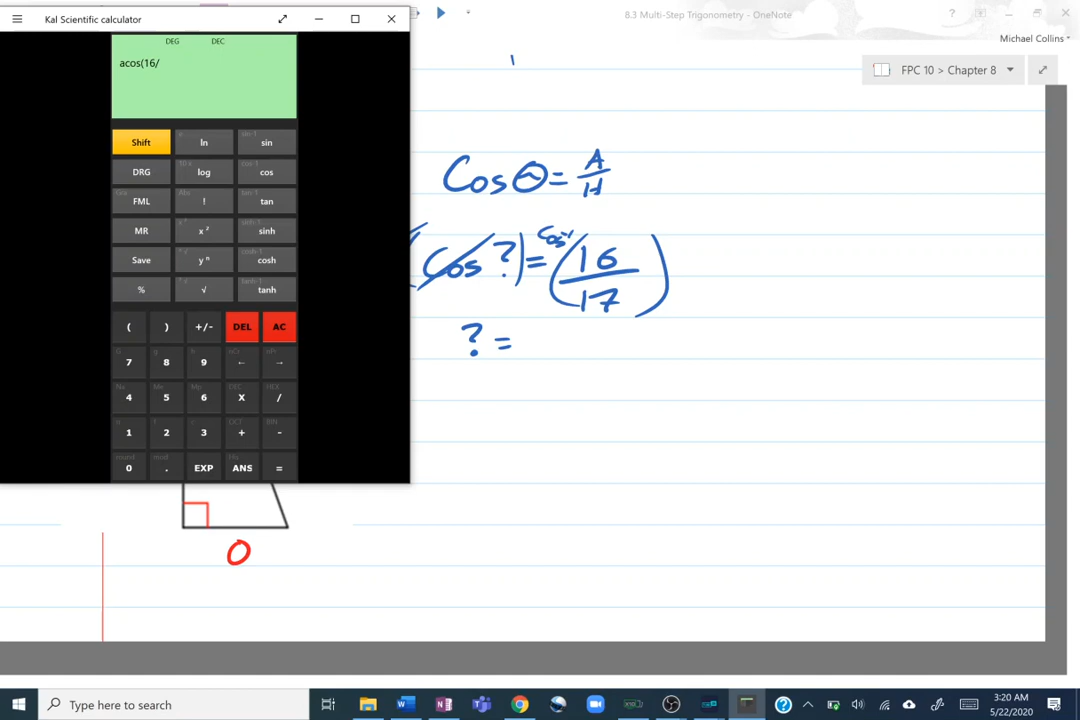 Kal Scientific calculator
8.3 Multi-Step Trigonometry - OneNote
Michael Collins
FPC 10 > Chapter 8
DEG DEC
acos(16/
Shift ln sin
DRG log cos
FML ! tan
MR x² sinh
Save yⁿ cosh
% √ tanh
( ) +/- DEL AC
7 8 9 ← →
4 5 6 X /
1 2 3 + -
0 . EXP ANS =
Cos Θ = A/H
(Cos ?) = Cos⁻¹(16/17)
? =
O
Type here to search
3:20 AM
5/22/2020